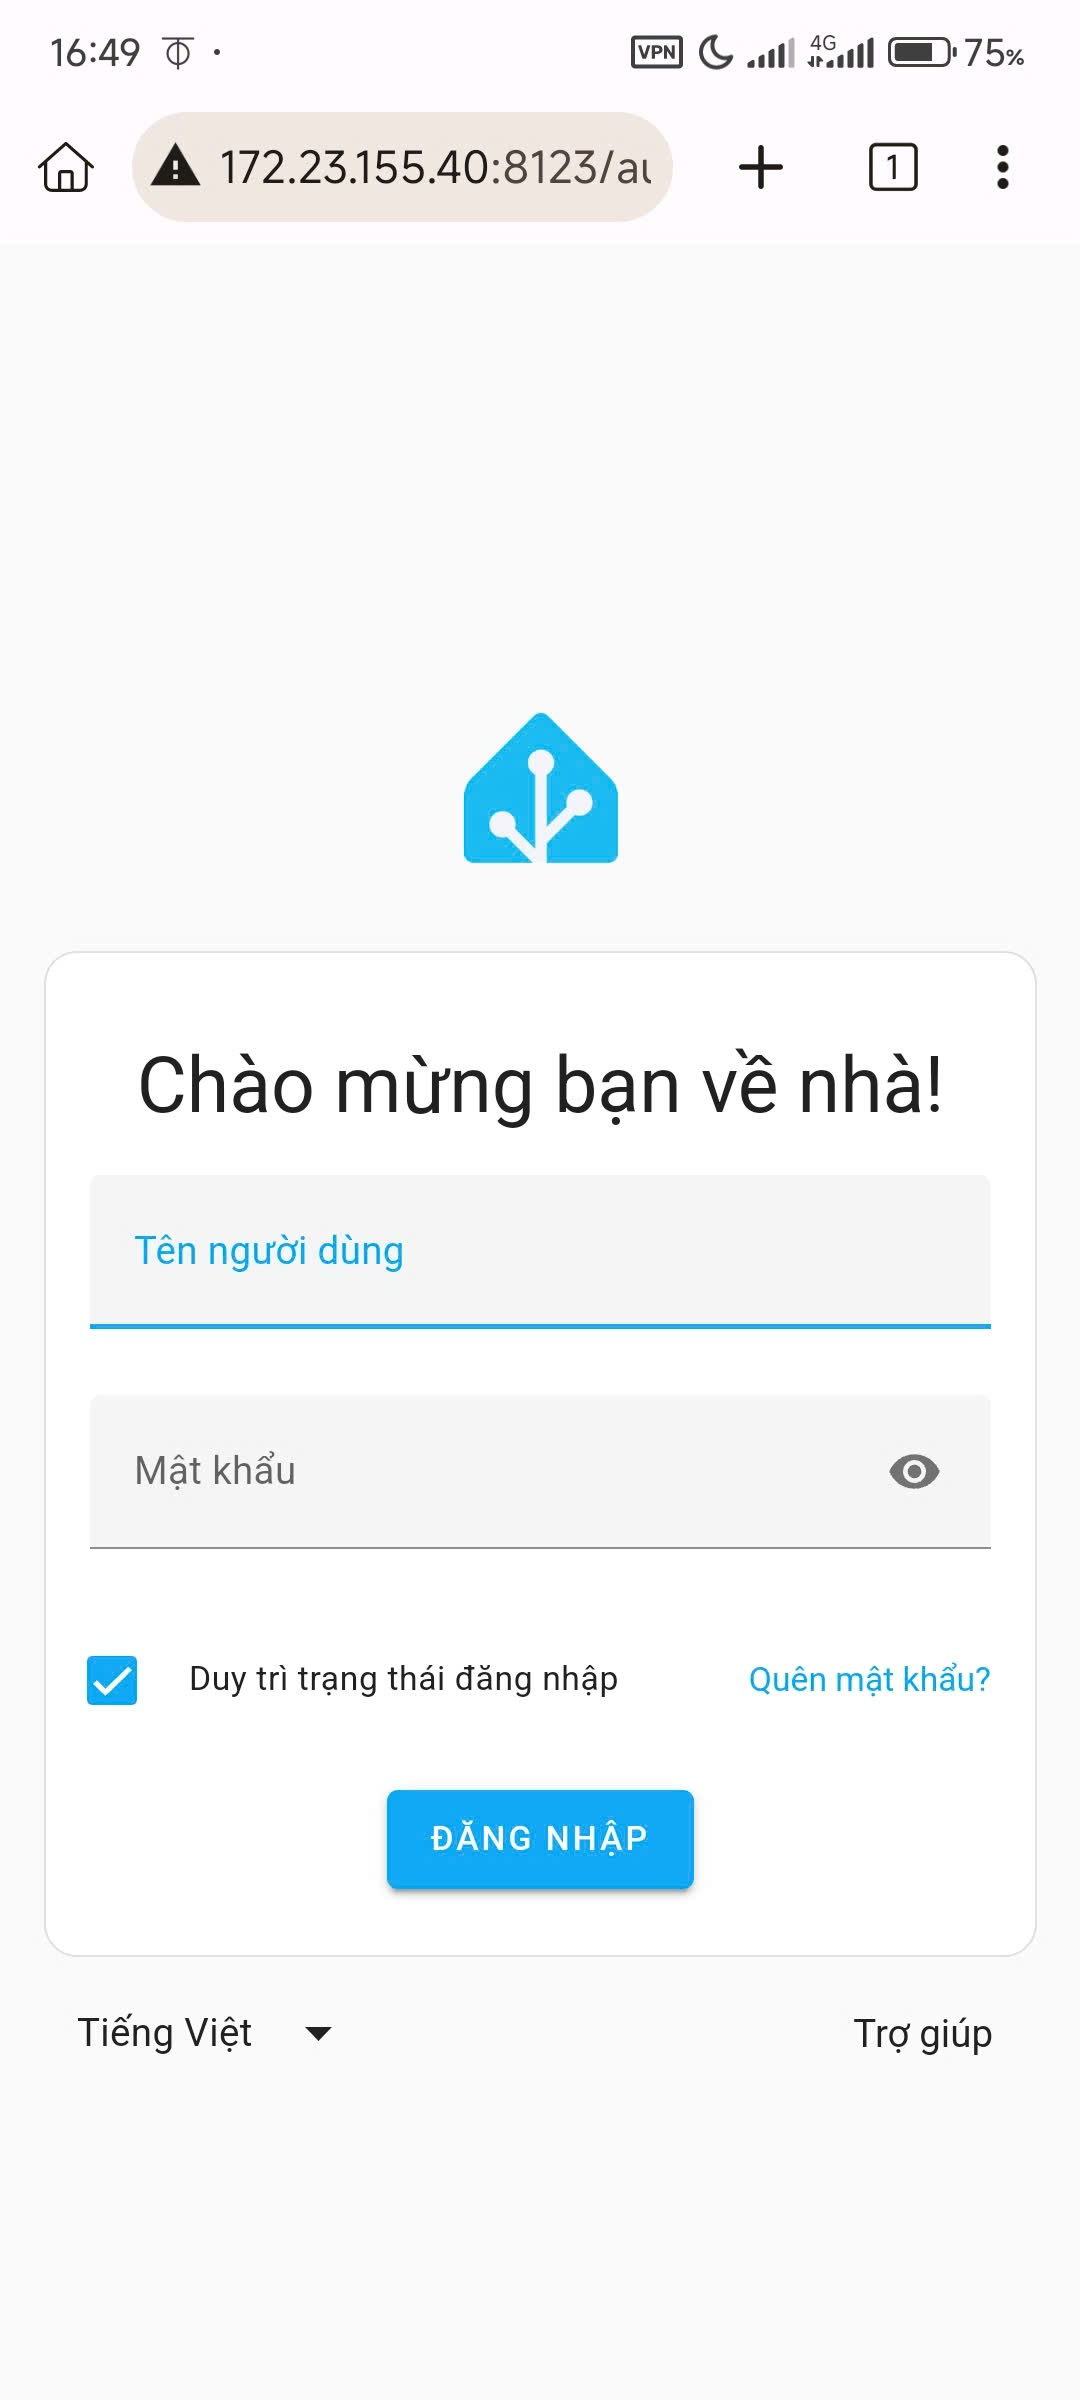 16:49
VPN 4G 75%
172.23.155.40:8123/au
1
Chào mừng bạn về nhà!
Tên người dùng
Mật khẩu
Duy trì trạng thái đăng nhập Quên mật khẩu?
ĐĂNG NHẬP
Tiếng Việt Trợ giúp